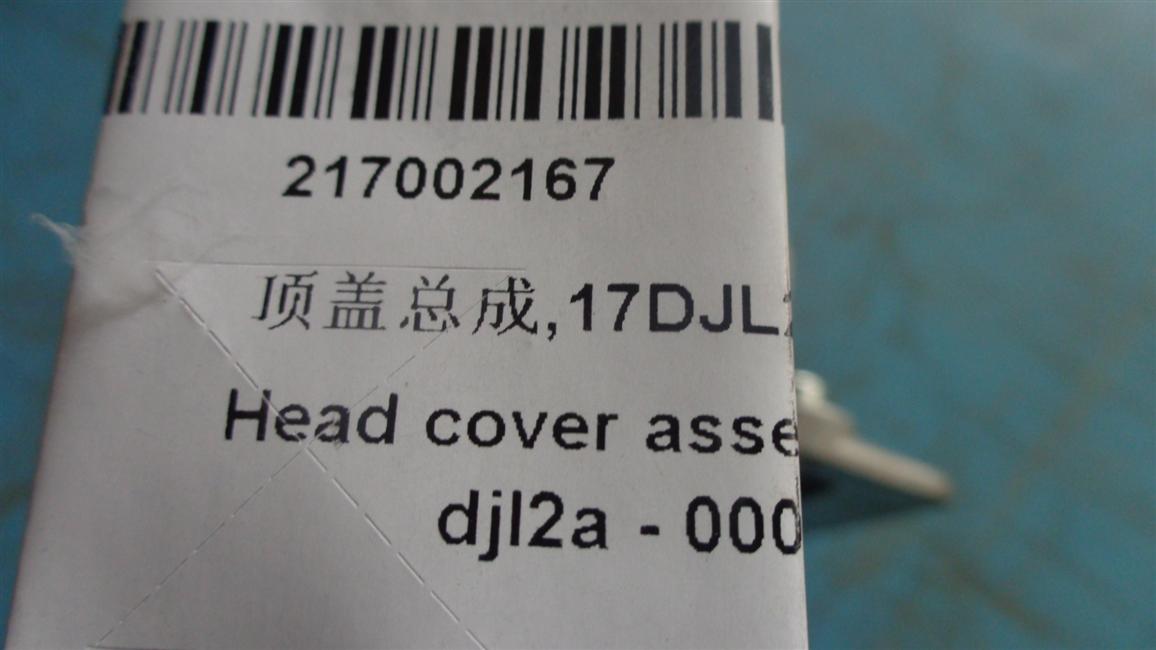 217002167
顶盖总成,17DJL
Head cover asse
djl2a - 000